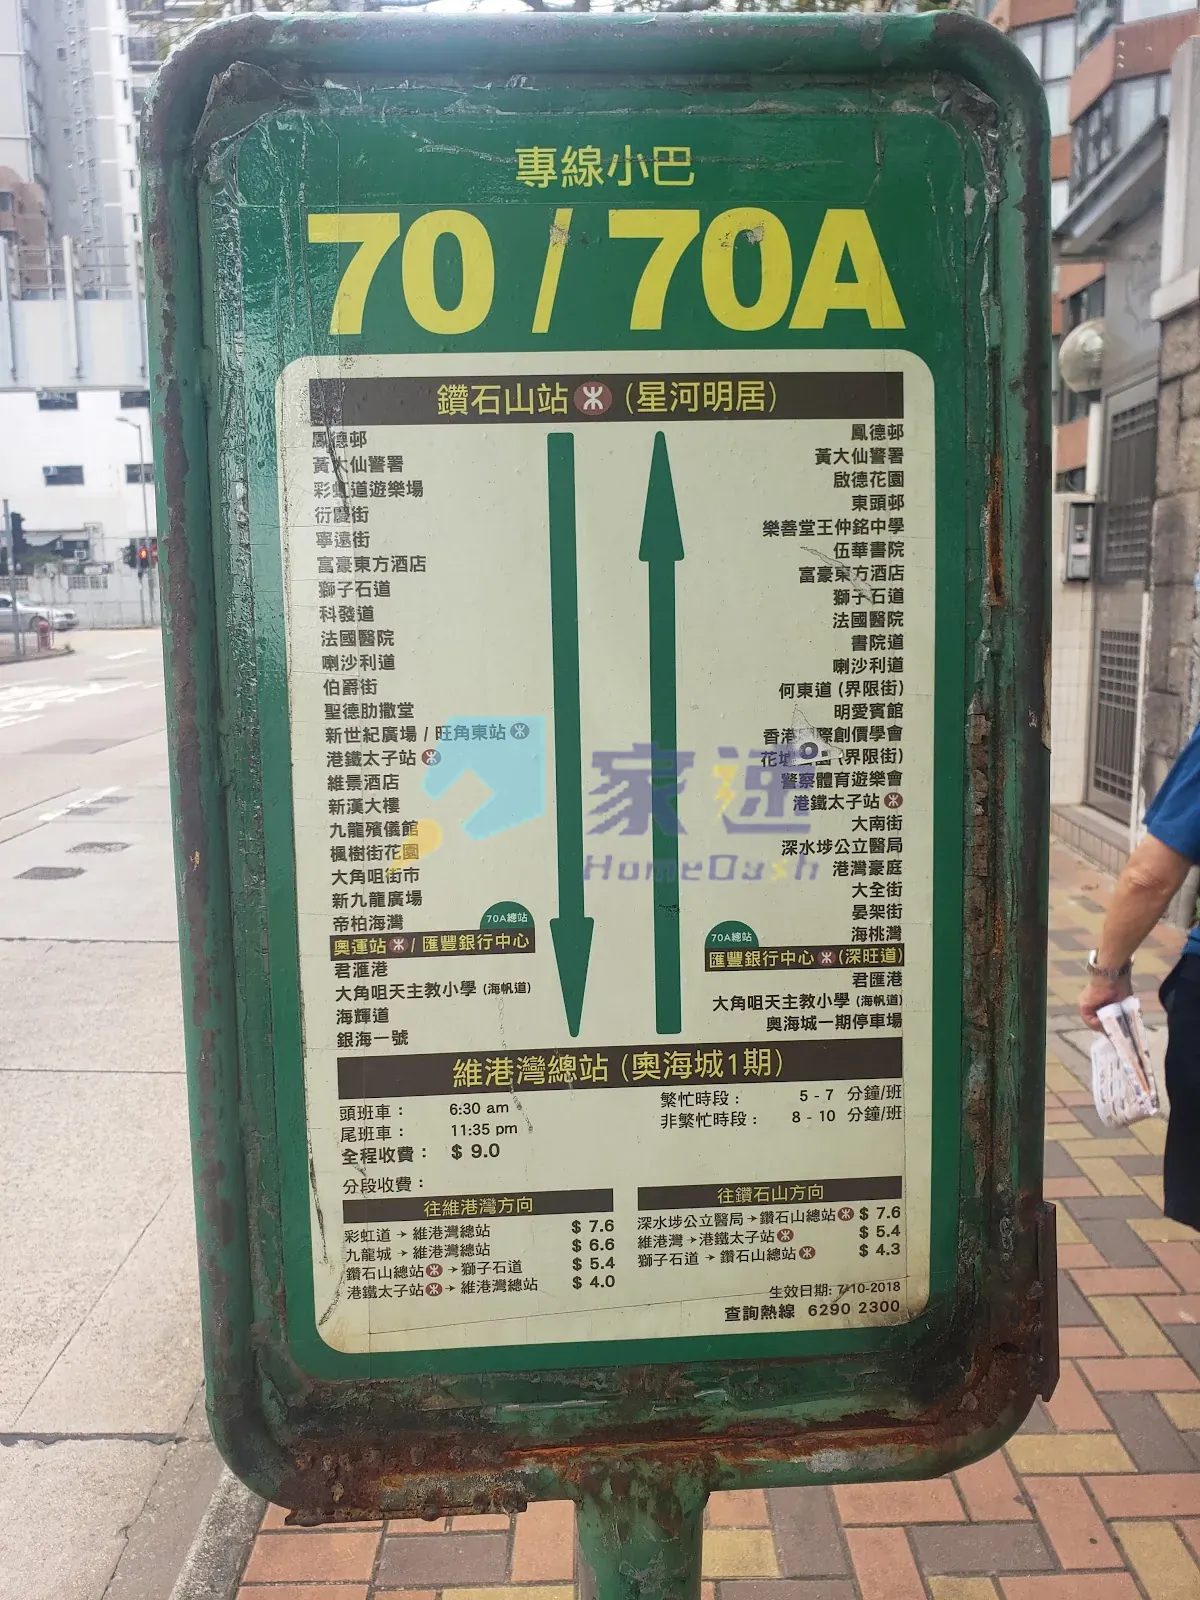 專線小巴
70 / 70A
鑽石山站 (星河明居)
鳳德邨
黃大仙警署
彩虹道遊樂場
衍慶街
寧遠街
富豪東方酒店
獅子石道
科發道
法國醫院
喇沙利道
伯爵街
聖德肋撒堂
新世紀廣場 / 旺角東站
港鐵太子站
維景酒店
新漢大樓
九龍殯儀館
楓樹街花園
大角咀街市
新九龍廣場
帝柏海灣
70A總站
奧運站 / 匯豐銀行中心
君滙港
大角咀天主教小學 (海帆道)
海輝道
銀海一號
鳳德邨
黃大仙警署
啟德花園
東頭邨
樂善堂王仲銘中學
伍華書院
富豪東方酒店
獅子石道
法國醫院
書院道
喇沙利道
何東道 (界限街)
明愛賓館
香港國際創價學會
花墟公園 (界限街)
警察體育遊樂會
港鐵太子站
大南街
深水埗公立醫局
港灣豪庭
大全街
晏架街
海桃灣
70A總站
匯豐銀行中心 (深旺道)
君匯港
大角咀天主教小學 (海帆道)
奧海城一期停車場
家速
HomeDash
維港灣總站 (奧海城1期)
頭班車： 6:30 am
尾班車： 11:35 pm
全程收費： $ 9.0
繁忙時段： 5 - 7 分鐘/班
非繁忙時段： 8 - 10 分鐘/班
分段收費：
往維港灣方向
彩虹道→維港灣總站 $ 7.6
九龍城→維港灣總站 $ 6.6
鑽石山總站→獅子石道 $ 5.4
港鐵太子站→維港灣總站 $ 4.0
往鑽石山方向
深水埗公立醫局→鑽石山總站 $ 7.6
維港灣→港鐵太子站 $ 5.4
獅子石道→鑽石山總站 $ 4.3
生效日期: 7-10-2018
查詢熱線 6290 2300